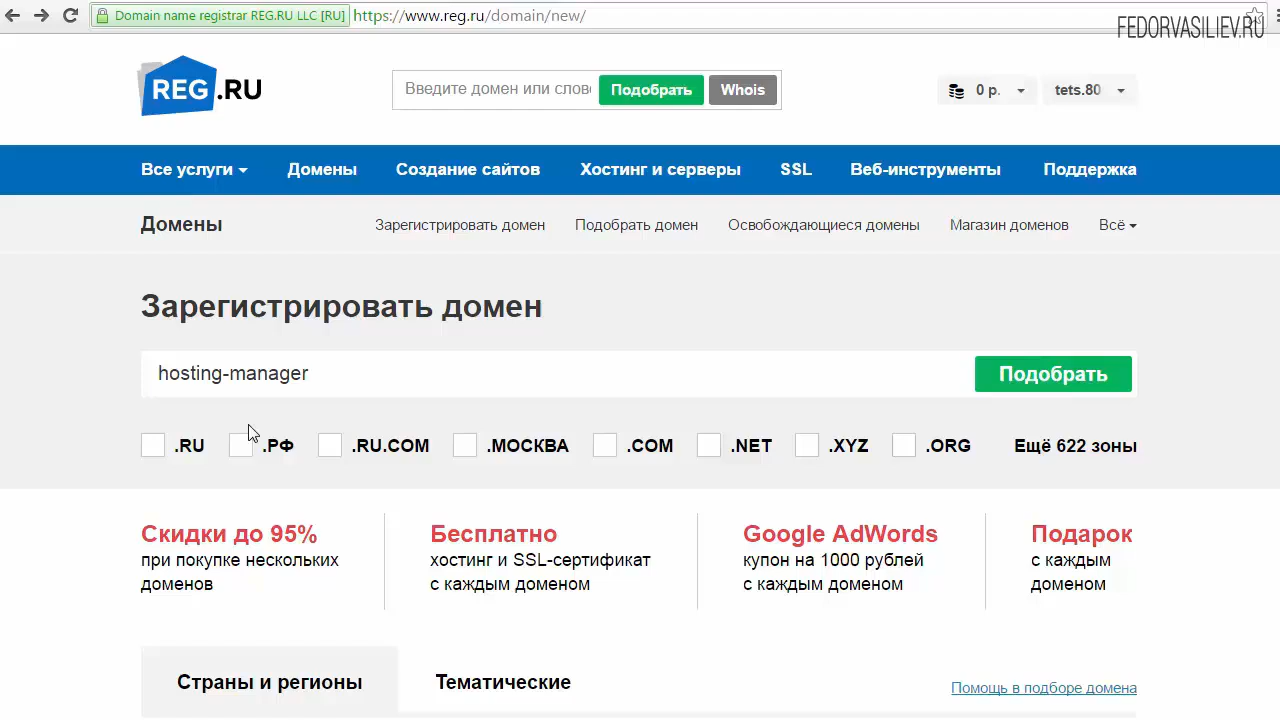 Domain name registrar REG.RU LLC [RU] https://www.reg.ru/domain/new/
FEDORVASILIEV.RU
REG.RU
Введите домен или слово Подобрать Whois
0 р. tets.80
Все услуги Домены Создание сайтов Хостинг и серверы SSL Веб-инструменты Поддержка
Домены Зарегистрировать домен Подобрать домен Освобождающиеся домены Магазин доменов Всё
Зарегистрировать домен
hosting-manager Подобрать
.RU .РФ .RU.COM .МОСКВА .COM .NET .XYZ .ORG Ещё 622 зоны
Скидки до 95%
при покупке нескольких
доменов
Бесплатно
хостинг и SSL-сертификат
с каждым доменом
Google AdWords
купон на 1000 рублей
с каждым доменом
Подарок
с каждым
доменом
Страны и регионы Тематические Помощь в подборе домена